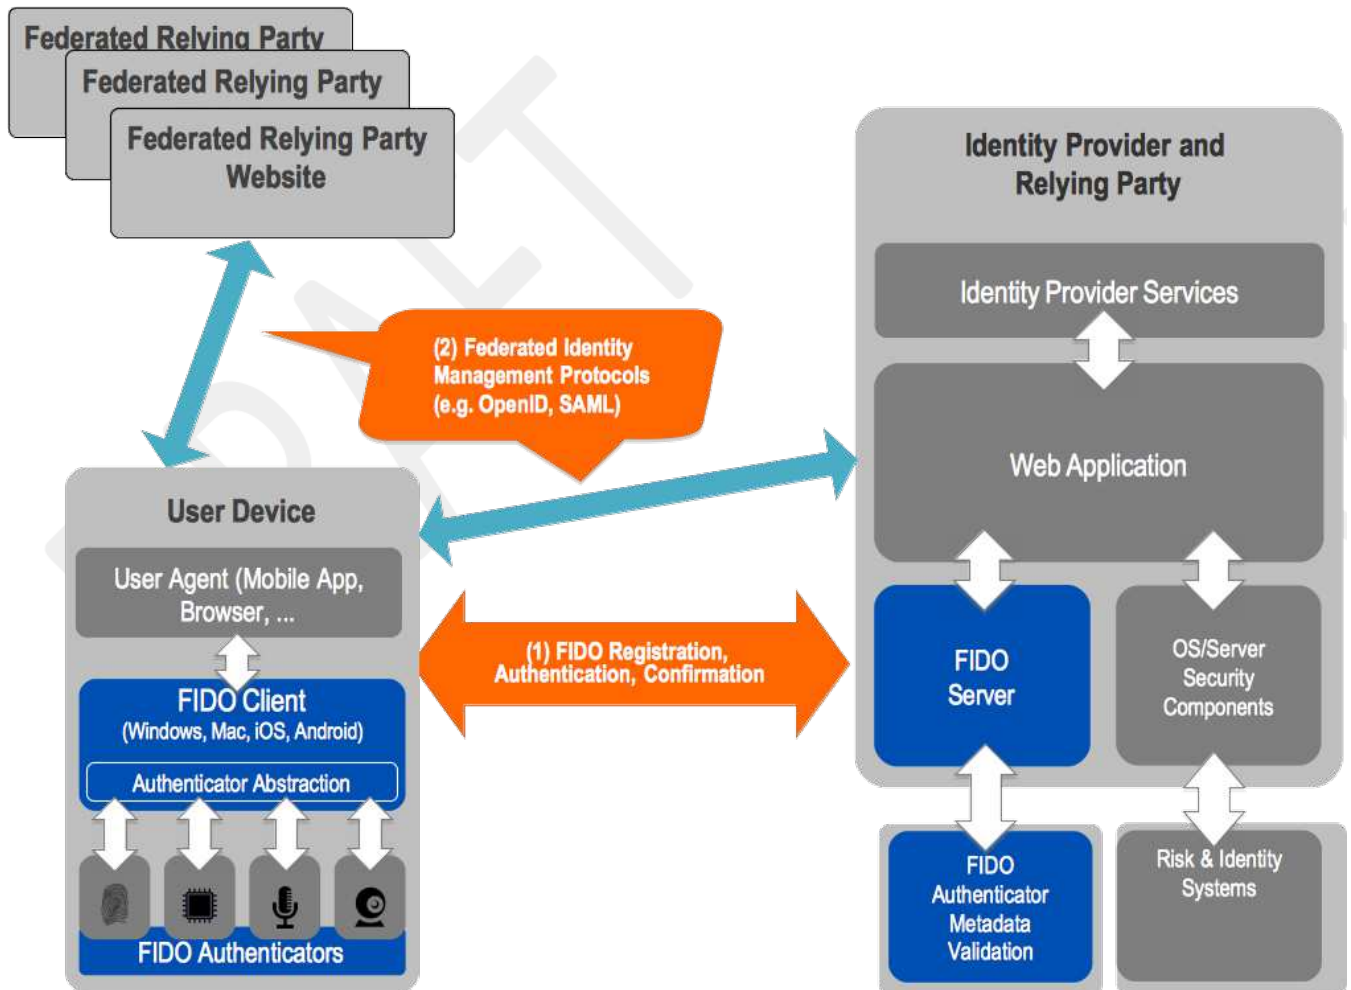 Federated Relying Party
Federated Relying Party
Federated Relying Party
Website
Identity Provider and
Relying Party
Identity Provider Services
(2) Federated Identity
Management Protocols
(e.g. OpenID, SAML)
Web Application
User Device
User Agent (Mobile App,
Browser, ...
(1) FIDO Registration,
Authentication, Confirmation
FIDO
Server
OS/Server
Security
Components
FIDO Client
(Windows, Mac, iOS, Android)
Authenticator Abstraction
FIDO Authenticators
FIDO
Authenticator
Metadata
Validation
Risk & Identity
Systems
DRAFT